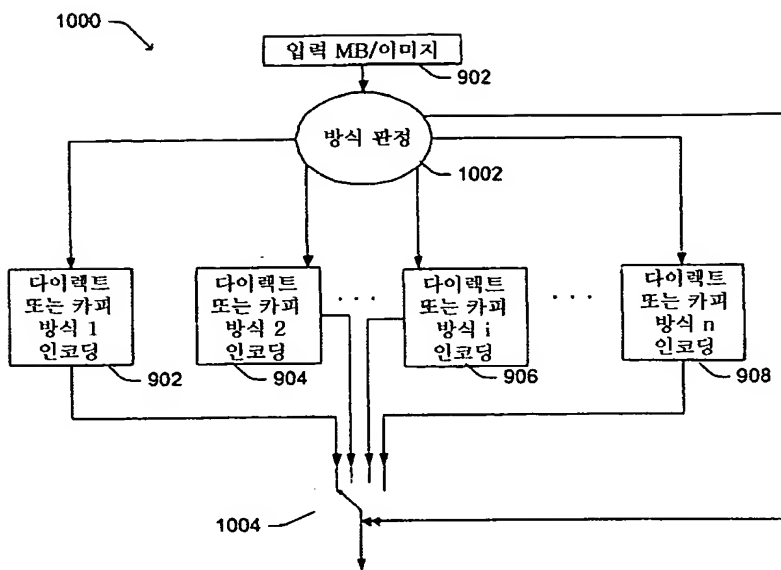 1000
입력 MB/이미지
902
방식 판정
1002
다이렉트
또는 카피
방식 1
인코딩
902
다이렉트
또는 카피
방식 2
인코딩
904
. . .
다이렉트
또는 카피
방식 i
인코딩
906
. . .
다이렉트
또는 카피
방식 n
인코딩
908
1004